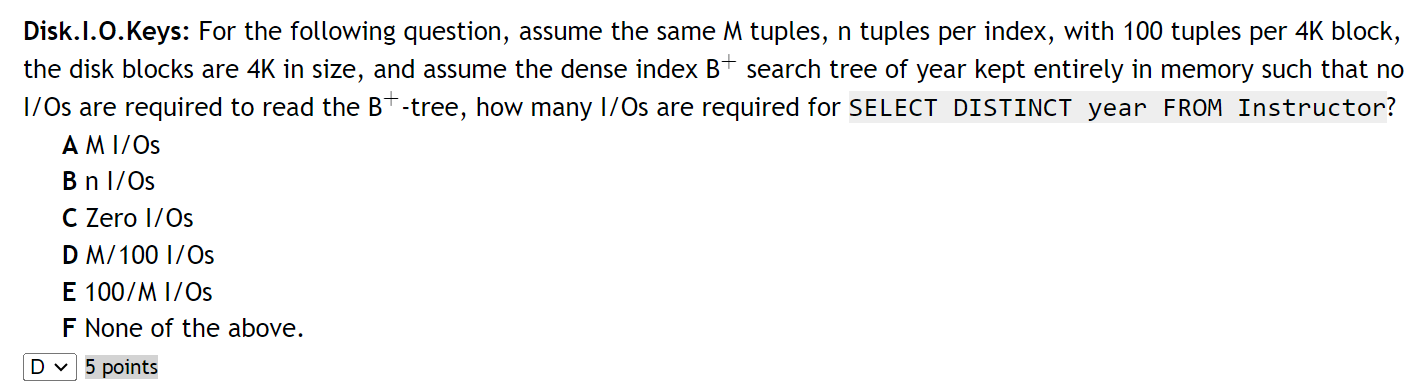 Disk.I.O.Keys: For the following question, assume the same M tuples, n tuples per index, with 100 tuples per 4K block,
the disk blocks are 4K in size, and assume the dense index B⁺ search tree of year kept entirely in memory such that no
I/Os are required to read the B⁺-tree, how many I/Os are required for SELECT DISTINCT year FROM Instructor?
A M I/Os
B n I/Os
C Zero I/Os
D M/100 I/Os
E 100/M I/Os
F None of the above.
D 5 points